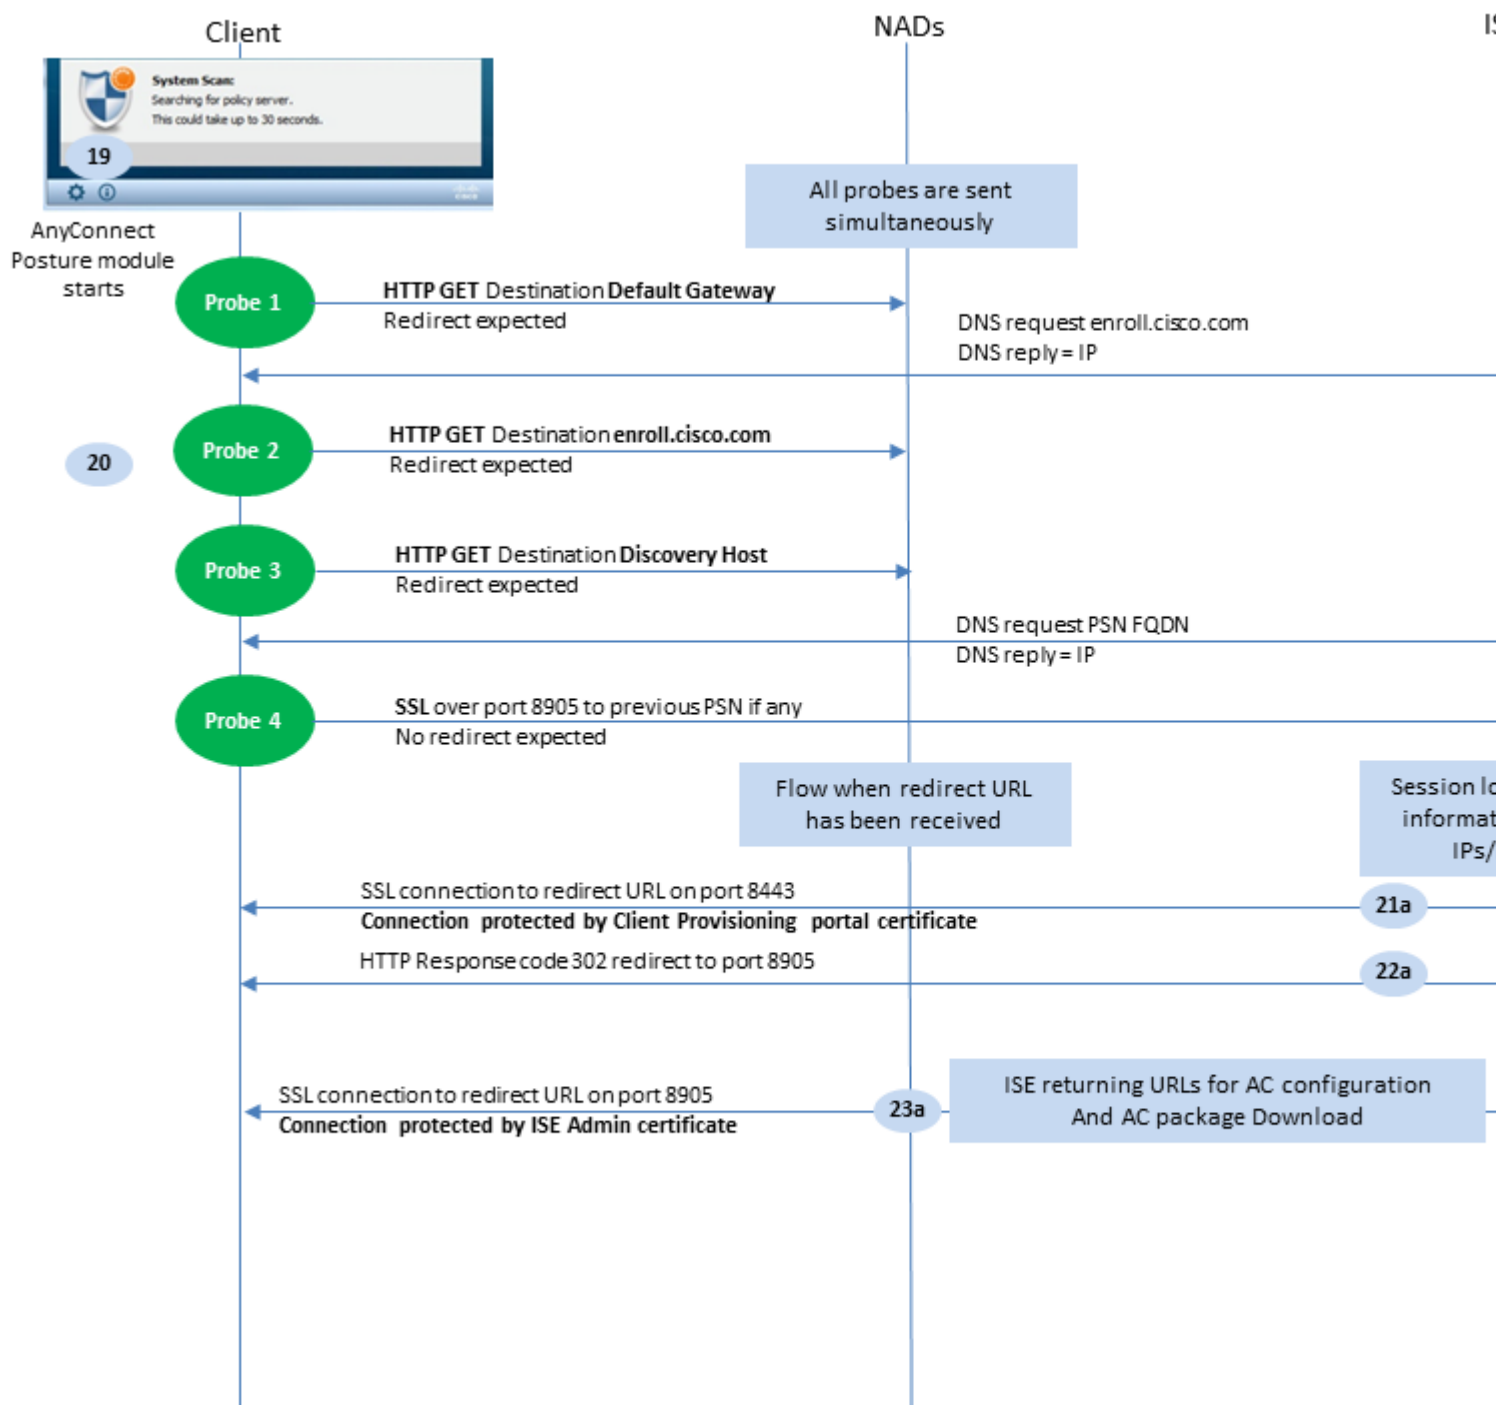 Client
NADs
System Scan:
Searching for policy server.
This could take up to 30 seconds.
19
All probes are sent
simultaneously
AnyConnect
Posture module
starts
Probe 1
HTTP GET Destination Default Gateway
Redirect expected
DNS request enroll.cisco.com
DNS reply = IP
20
Probe 2
HTTP GET Destination enroll.cisco.com
Redirect expected
Probe 3
HTTP GET Destination Discovery Host
Redirect expected
DNS request PSN FQDN
DNS reply = IP
Probe 4
SSL over port 8905 to previous PSN if any
No redirect expected
Flow when redirect URL
has been received
Session
IPs/
SSL connection to redirect URL on port 8443
Connection protected by Client Provisioning portal certificate
21a
HTTP Response code 302 redirect to port 8905
22a
SSL connection to redirect URL on port 8905
Connection protected by ISE Admin certificate
23a
ISE returning URLs for AC configuration
And AC package Download